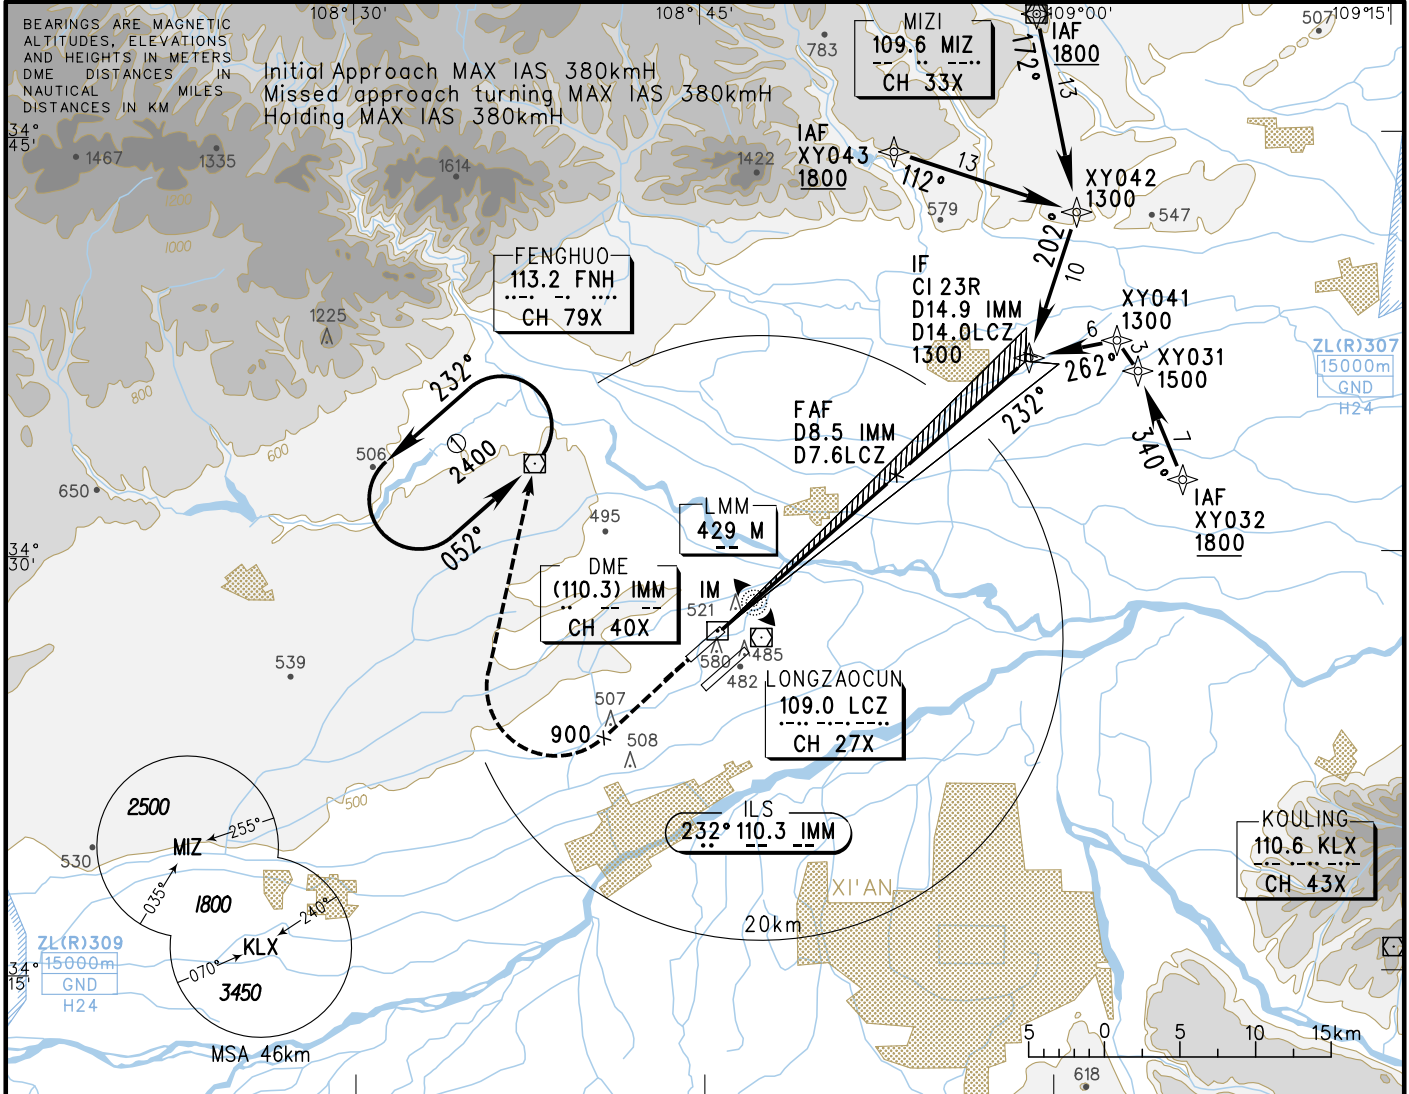 BEARINGS ARE MAGNETIC
ALTITUDES, ELEVATIONS
AND HEIGHTS IN METERS
DME DISTANCES IN
NAUTICAL MILES
DISTANCES IN KM
Initial Approach MAX IAS 380kmH
Missed approach turning MAX IAS 380kmH
Holding MAX IAS 380kmH
108°30'
108°45'
109°00'
109°15'
34°
45'
34°
30'
34°
15'
MIZI
109.6 MIZ
CH 33X
IAF
1800
172°
13
783
507
IAF
XY043
1800
112°
13
XY042
1300
547
579
202°
10
1467
1335
1614
1422
1200
1000
800
600
500
1225
FENGHUO
113.2 FNH
CH 79X
IF
CI 23R
D14.9 IMM
D14.0LCZ
1300
XY041
1300
6
262°
3
XY031
1500
7
340°
IAF
XY032
1800
232°
ZL(R)307
15000m
GND
H24
232°
1
2400
052°
506
650
FAF
D8.5 IMM
D7.6LCZ
495
LMM
429 M
DME
(110.3) IMM
CH 40X
IM
521
580
485
482
539
507
508
900
LONGZAOCUN
109.0 LCZ
CH 27X
ILS
232° 110.3 IMM
KOULING
110.6 KLX
CH 43X
XI'AN
20km
2500
MIZ
255°
035°
1800
240°
KLX
070°
3450
MSA 46km
530
ZL(R)309
15000m
GND
H24
5 0 5 10 15km
618